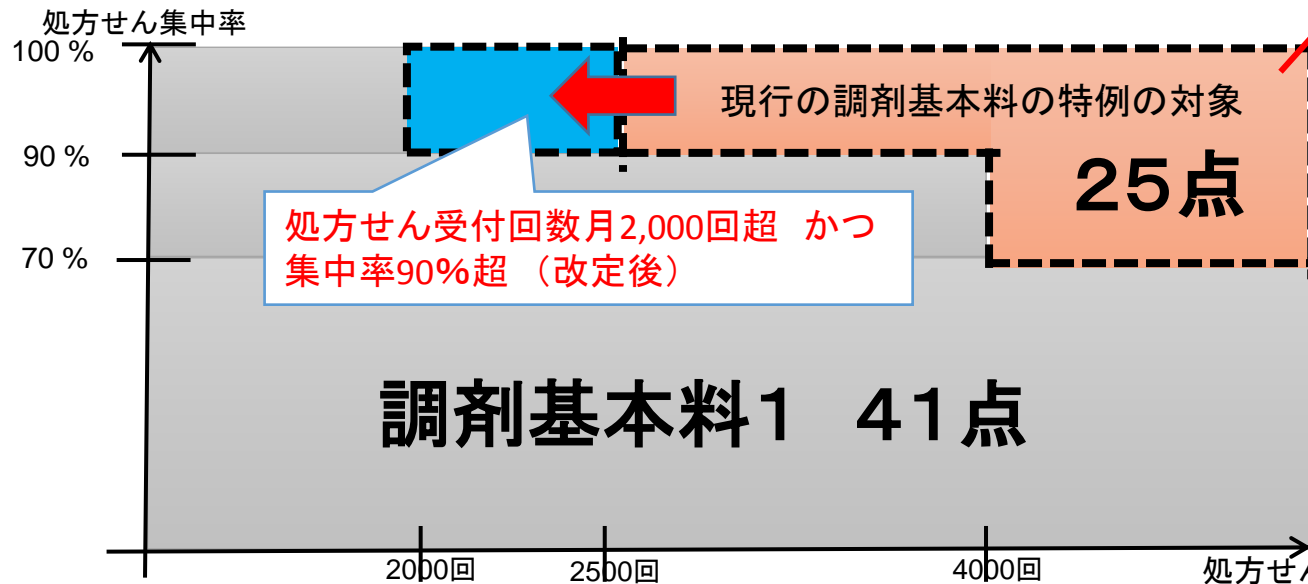 処方せん集中率
100 %
現行の調剤基本料の特例の対象
90 %
25点
処方せん受付回数月2,000回超 かつ
集中率90%超 (改定後)
70 %
調剤基本料1 41点
2000回
2500回
4000回
処方せん